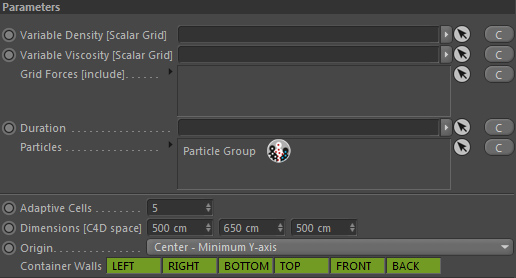 Parameters
Variable Density [Scalar Grid] C
Variable Viscosity [Scalar Grid] C
Grid Forces [include] . . . . . . C
Duration C
Particles . . . . . . . . . . . . . . . Particle Group C
Adaptive Cells . . . . . . . . 5
Dimensions [C4D space] 500 cm 650 cm 500 cm
Origin . . . . . . . . . . . . . . . Center - Minimum Y-axis
Container Walls LEFT RIGHT BOTTOM TOP FRONT BACK